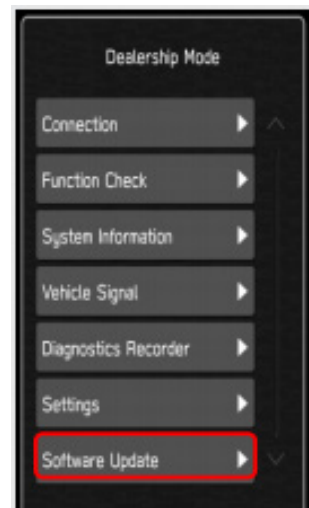 Dealership Mode
Connection
Function Check
System Information
Vehicle Signal
Diagnostics Recorder
Settings
Software Update